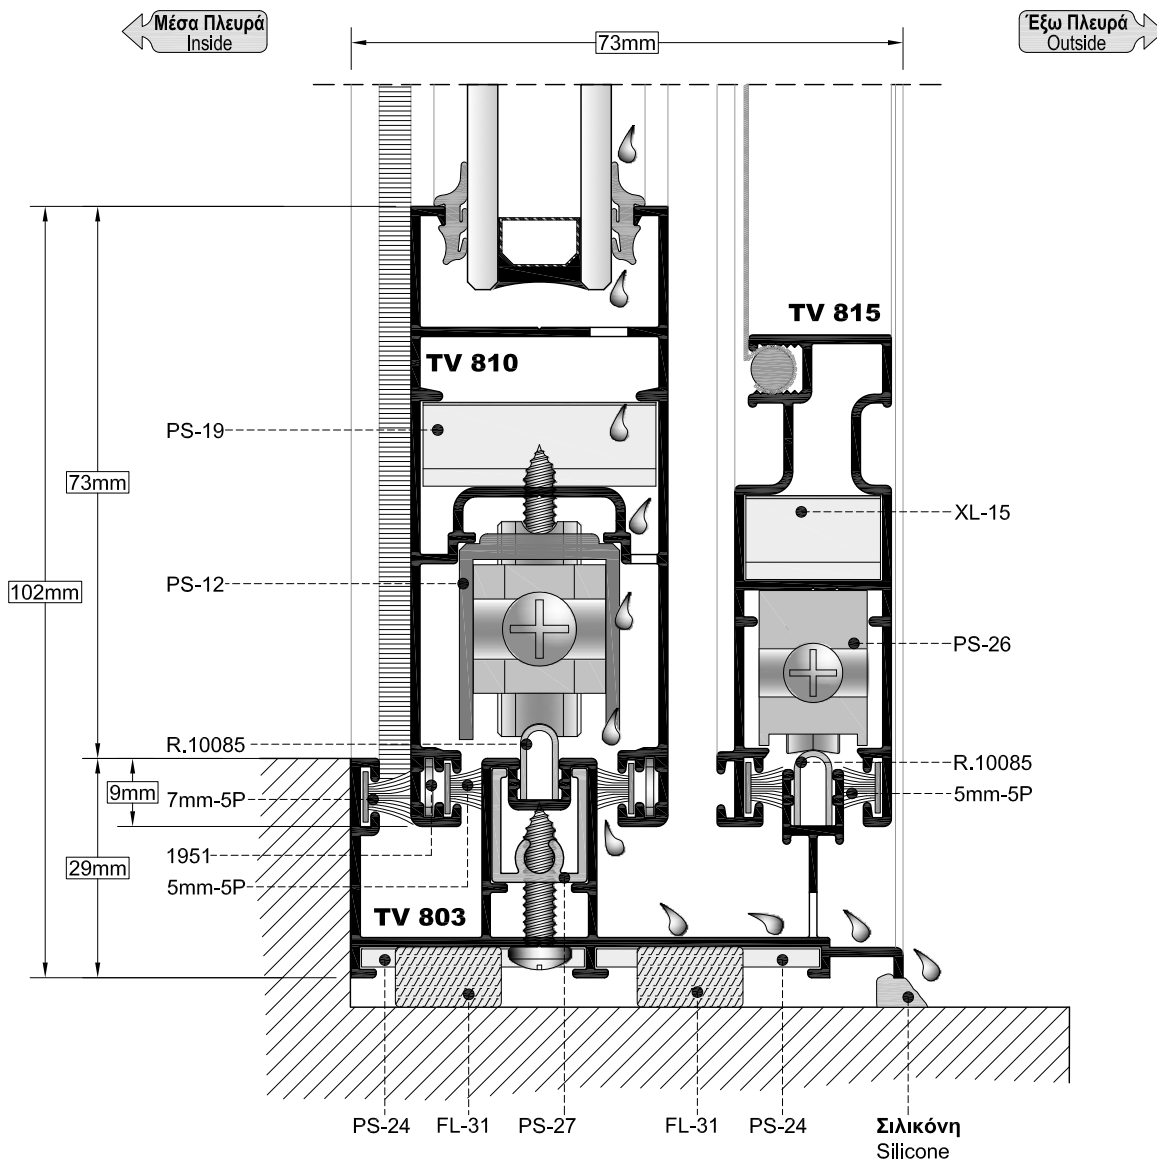 Μέσα Πλευρά
Inside
73mm
Έξω Πλευρά
Outside
TV 815
TV 810
PS-19
73mm
XL-15
102mm
PS-12
PS-26
R.10085
R.10085
9mm
7mm-5P
5mm-5P
1951
29mm
5mm-5P
TV 803
PS-24
FL-31
PS-27
FL-31
PS-24
Σιλικόνη
Silicone